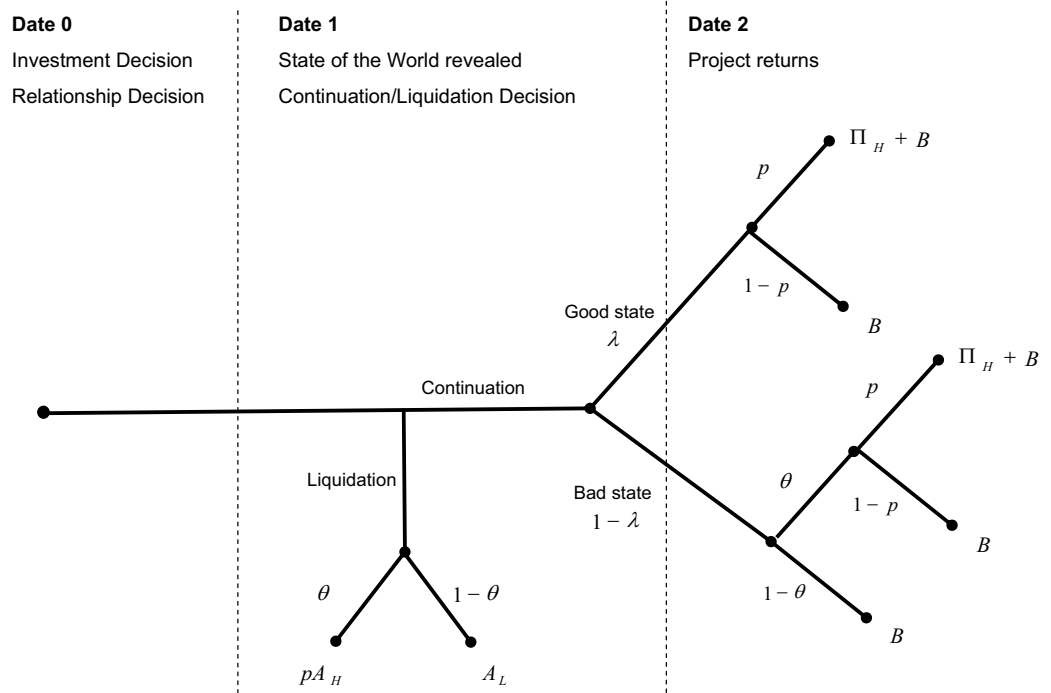 Date 0
Investment Decision
Relationship Decision
Date 1
State of the World revealed
Continuation/Liquidation Decision
Date 2
Project returns
Π_H + B
p
1 − p
B
Good state
λ
Π_H + B
p
Continuation
Liquidation
θ
1 − p
Bad state
1 − λ
B
θ
1 − θ
1 − θ
B
pA_H
A_L